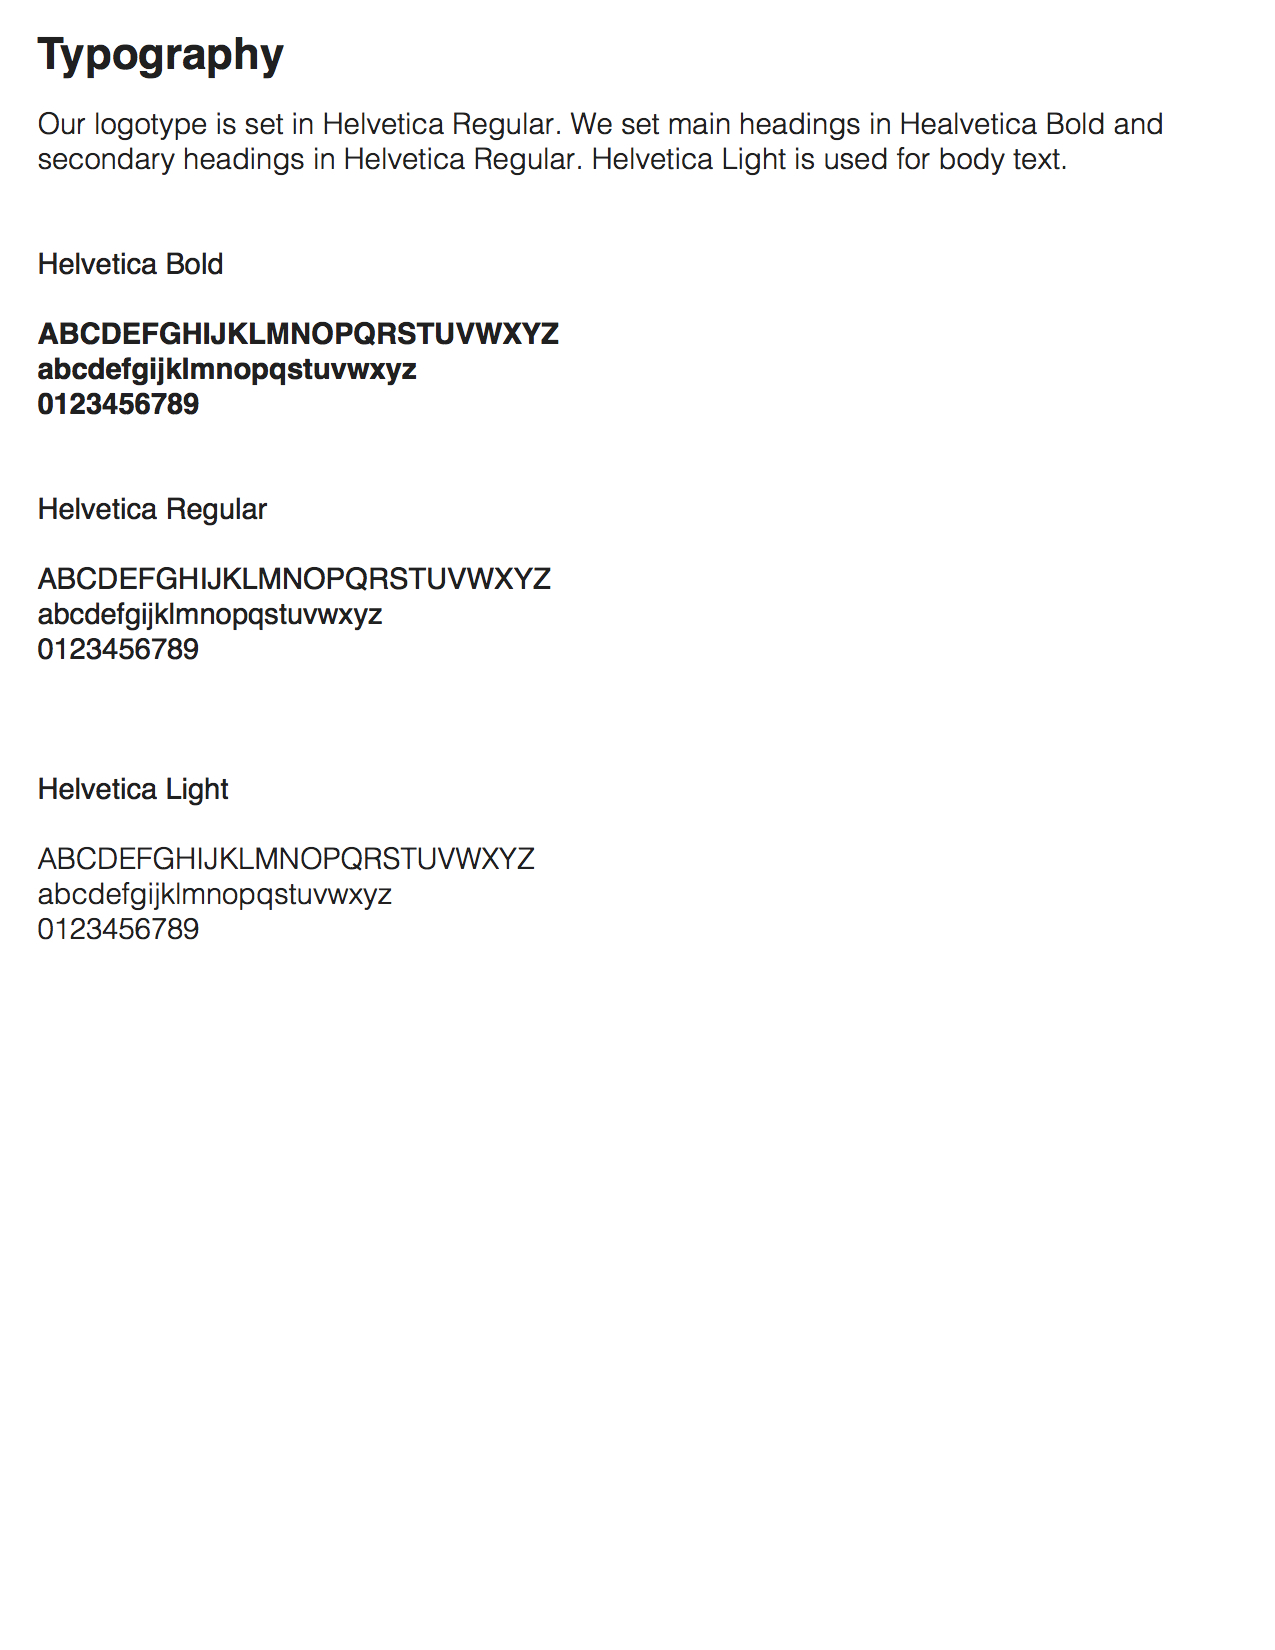 Typography
Our logotype is set in Helvetica Regular. We set main headings in Healvetica Bold and
secondary headings in Helvetica Regular. Helvetica Light is used for body text.
Helvetica Bold
ABCDEFGHIJKLMNOPQRSTUVWXYZ
abcdefgijklmnopqstuvwxyz
0123456789
Helvetica Regular
ABCDEFGHIJKLMNOPQRSTUVWXYZ
abcdefgijklmnopqstuvwxyz
0123456789
Helvetica Light
ABCDEFGHIJKLMNOPQRSTUVWXYZ
abcdefgijklmnopqstuvwxyz
0123456789